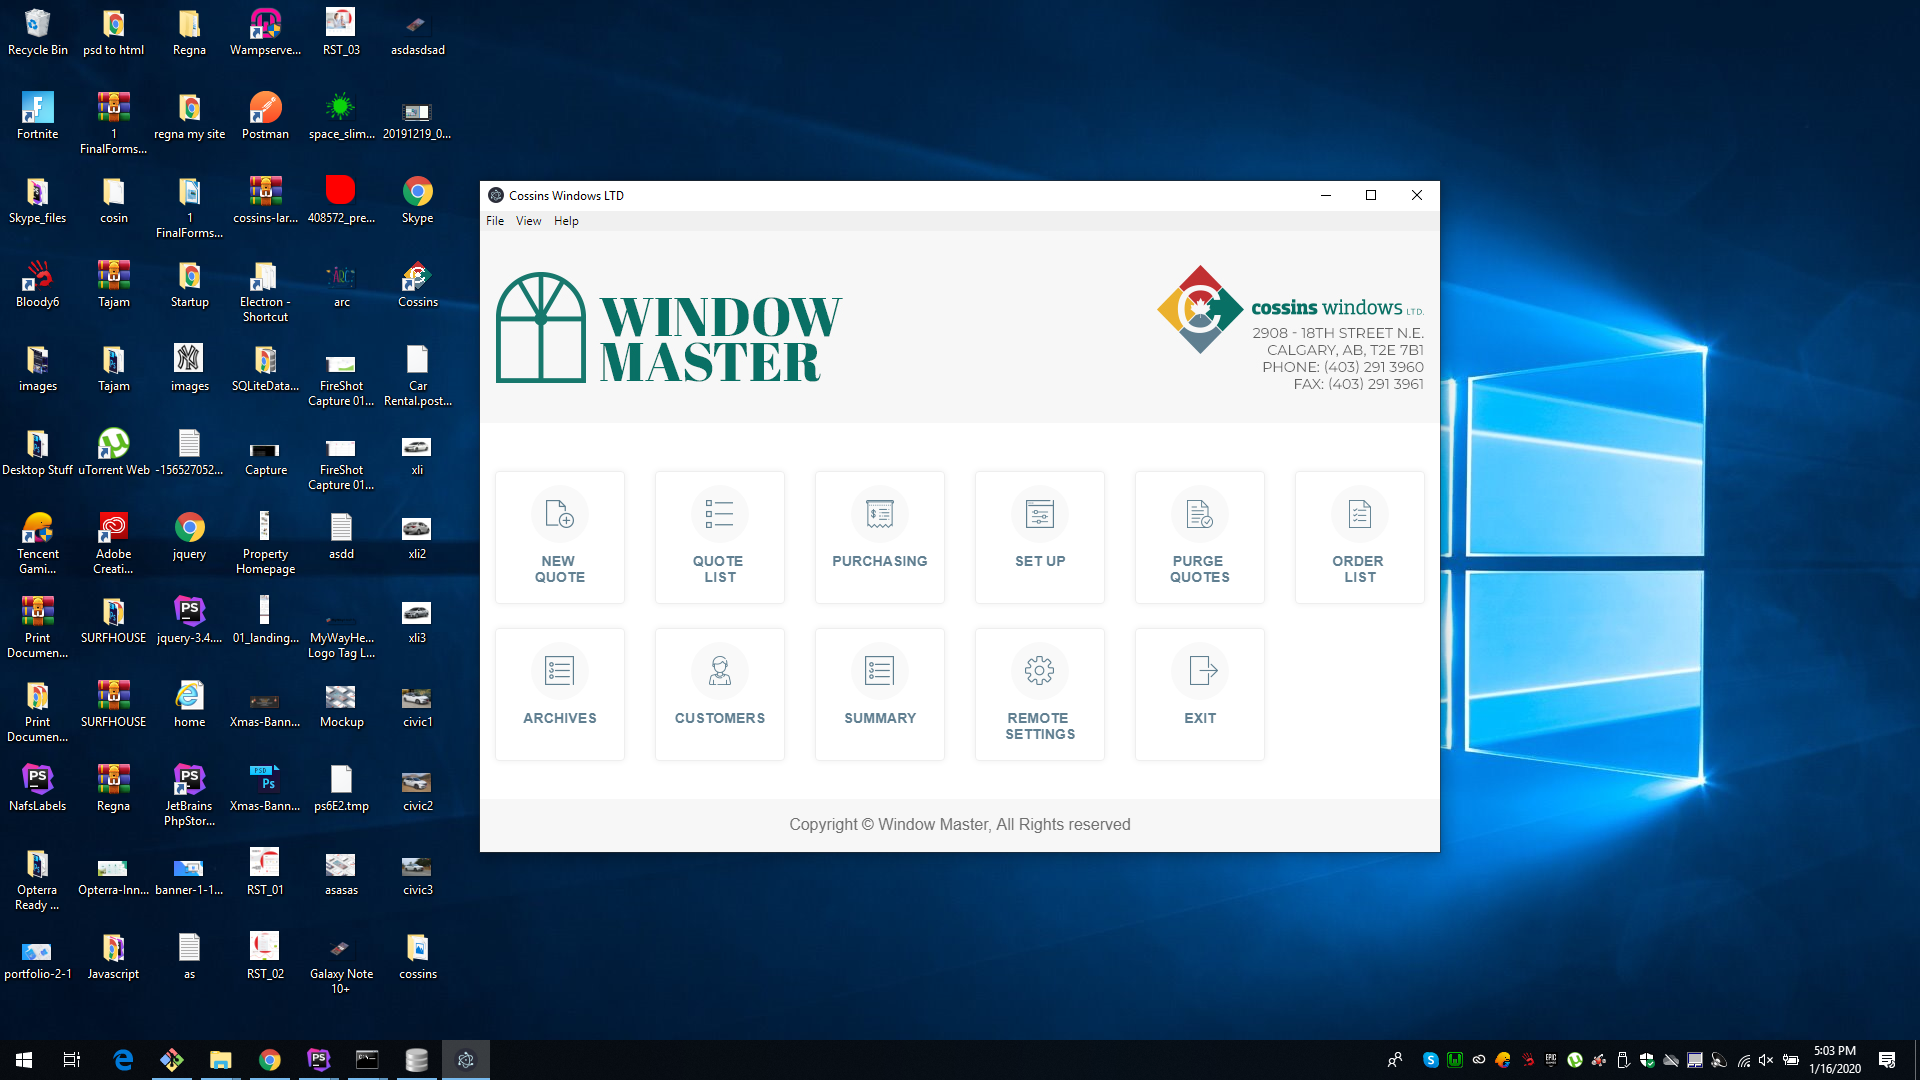 Recycle Bin
psd to html
Regna
Wampserve...
RST_03
asdasdsad
Fortnite
1
FinalForms...
regna my site
Postman
space_slim...
20191219_0...
Skype_files
cosin
1
FinalForms...
cossins-lar...
408572_pre...
Skype
Bloody6
Tajam
Startup
Electron -
Shortcut
arc
Cossins
images
Tajam
images
SQLiteData...
FireShot
Capture 01...
Car
Rental.post...
Desktop Stuff
uTorrent Web
-156527052...
Capture
FireShot
Capture 01...
xli
Tencent
Gami...
Adobe
Creati...
jquery
Property
Homepage
asdd
xli2
Print
Documen...
SURFHOUSE
jquery-3.4....
01_landing...
MyWayHe...
Logo Tag L...
xli3
Print
Documen...
SURFHOUSE
home
Xmas-Bann...
Mockup
civic1
NafsLabels
Regna
JetBrains
PhpStor...
Xmas-Bann...
ps6E2.tmp
civic2
Opterra
Ready ...
Opterra-Inn...
banner-1-1...
RST_01
asasas
civic3
portfolio-2-1
Javascript
as
RST_02
Galaxy Note
10+
cossins
Cossins Windows LTD
File View Help
WINDOW
MASTER
cossins windows LTD.
2908 - 18TH STREET N.E.
CALGARY, AB, T2E 7B1
PHONE: (403) 291 3960
FAX: (403) 291 3961
NEW
QUOTE
QUOTE
LIST
PURCHASING
SET UP
PURGE
QUOTES
ORDER
LIST
ARCHIVES
CUSTOMERS
SUMMARY
REMOTE
SETTINGS
EXIT
Copyright © Window Master, All Rights reserved
5:03 PM
1/16/2020